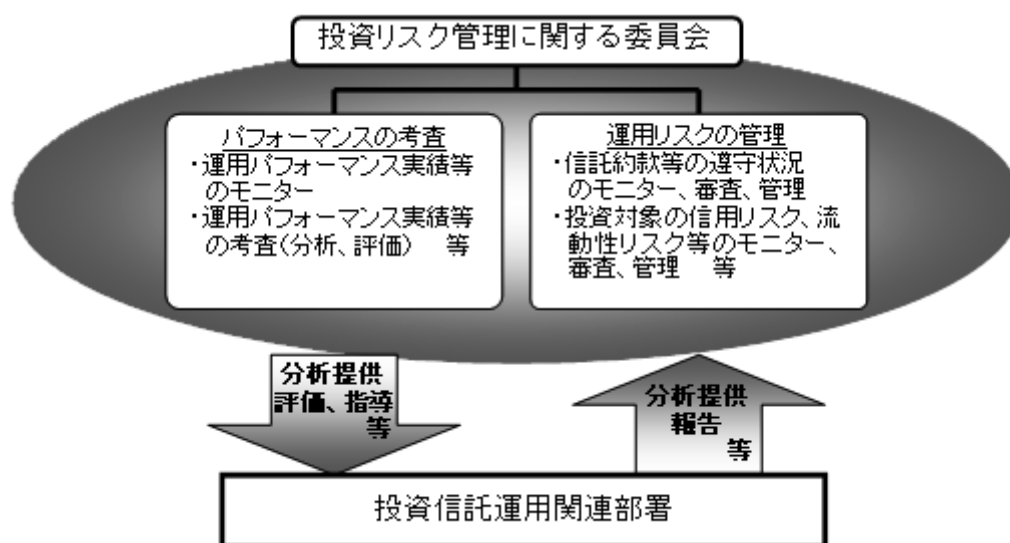 投資リスク管理に関する委員会
パフォーマンスの考査
・運用パフォーマンス実績等
のモニター
・運用パフォーマンス実績等
の考査(分析、評価)　等
運用リスクの管理
・信託約款等の遵守状況
のモニター、審査、管理
・投資対象の信用リスク、流
動性リスク等のモニター、
審査、管理　等
分析提供
評価、指導
等
分析提供
報告
等
投資信託運用関連部署